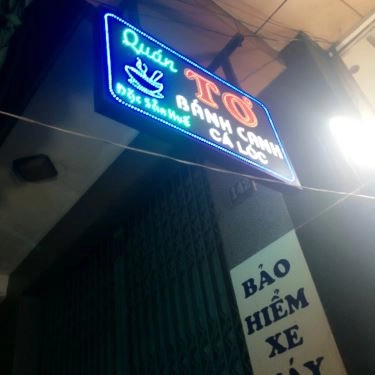 Quán
TƠ
Đặc Sản Huế
BÁNH CANH
CÁ LÓC
BẢO
HIỂM
XE